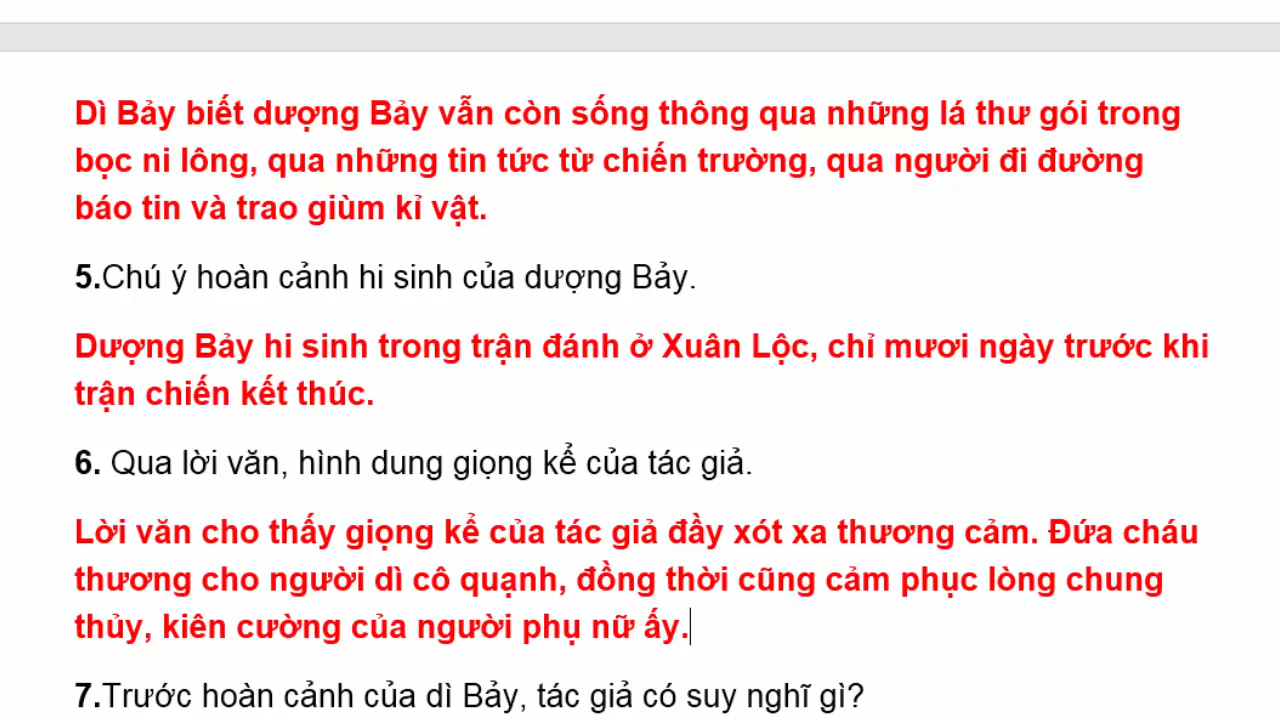 Dì Bảy biết dượng Bảy vẫn còn sống thông qua những lá thư gói trong
bọc ni lông, qua những tin tức từ chiến trường, qua người đi đường
báo tin và trao giùm kỉ vật.
5.Chú ý hoàn cảnh hi sinh của dượng Bảy.
Dượng Bảy hi sinh trong trận đánh ở Xuân Lộc, chỉ mươi ngày trước khi
trận chiến kết thúc.
6. Qua lời văn, hình dung giọng kể của tác giả.
Lời văn cho thấy giọng kể của tác giả đầy xót xa thương cảm. Đứa cháu
thương cho người dì cô quạnh, đồng thời cũng cảm phục lòng chung
thủy, kiên cường của người phụ nữ ấy.
7.Trước hoàn cảnh của dì Bảy, tác giả có suy nghĩ gì?